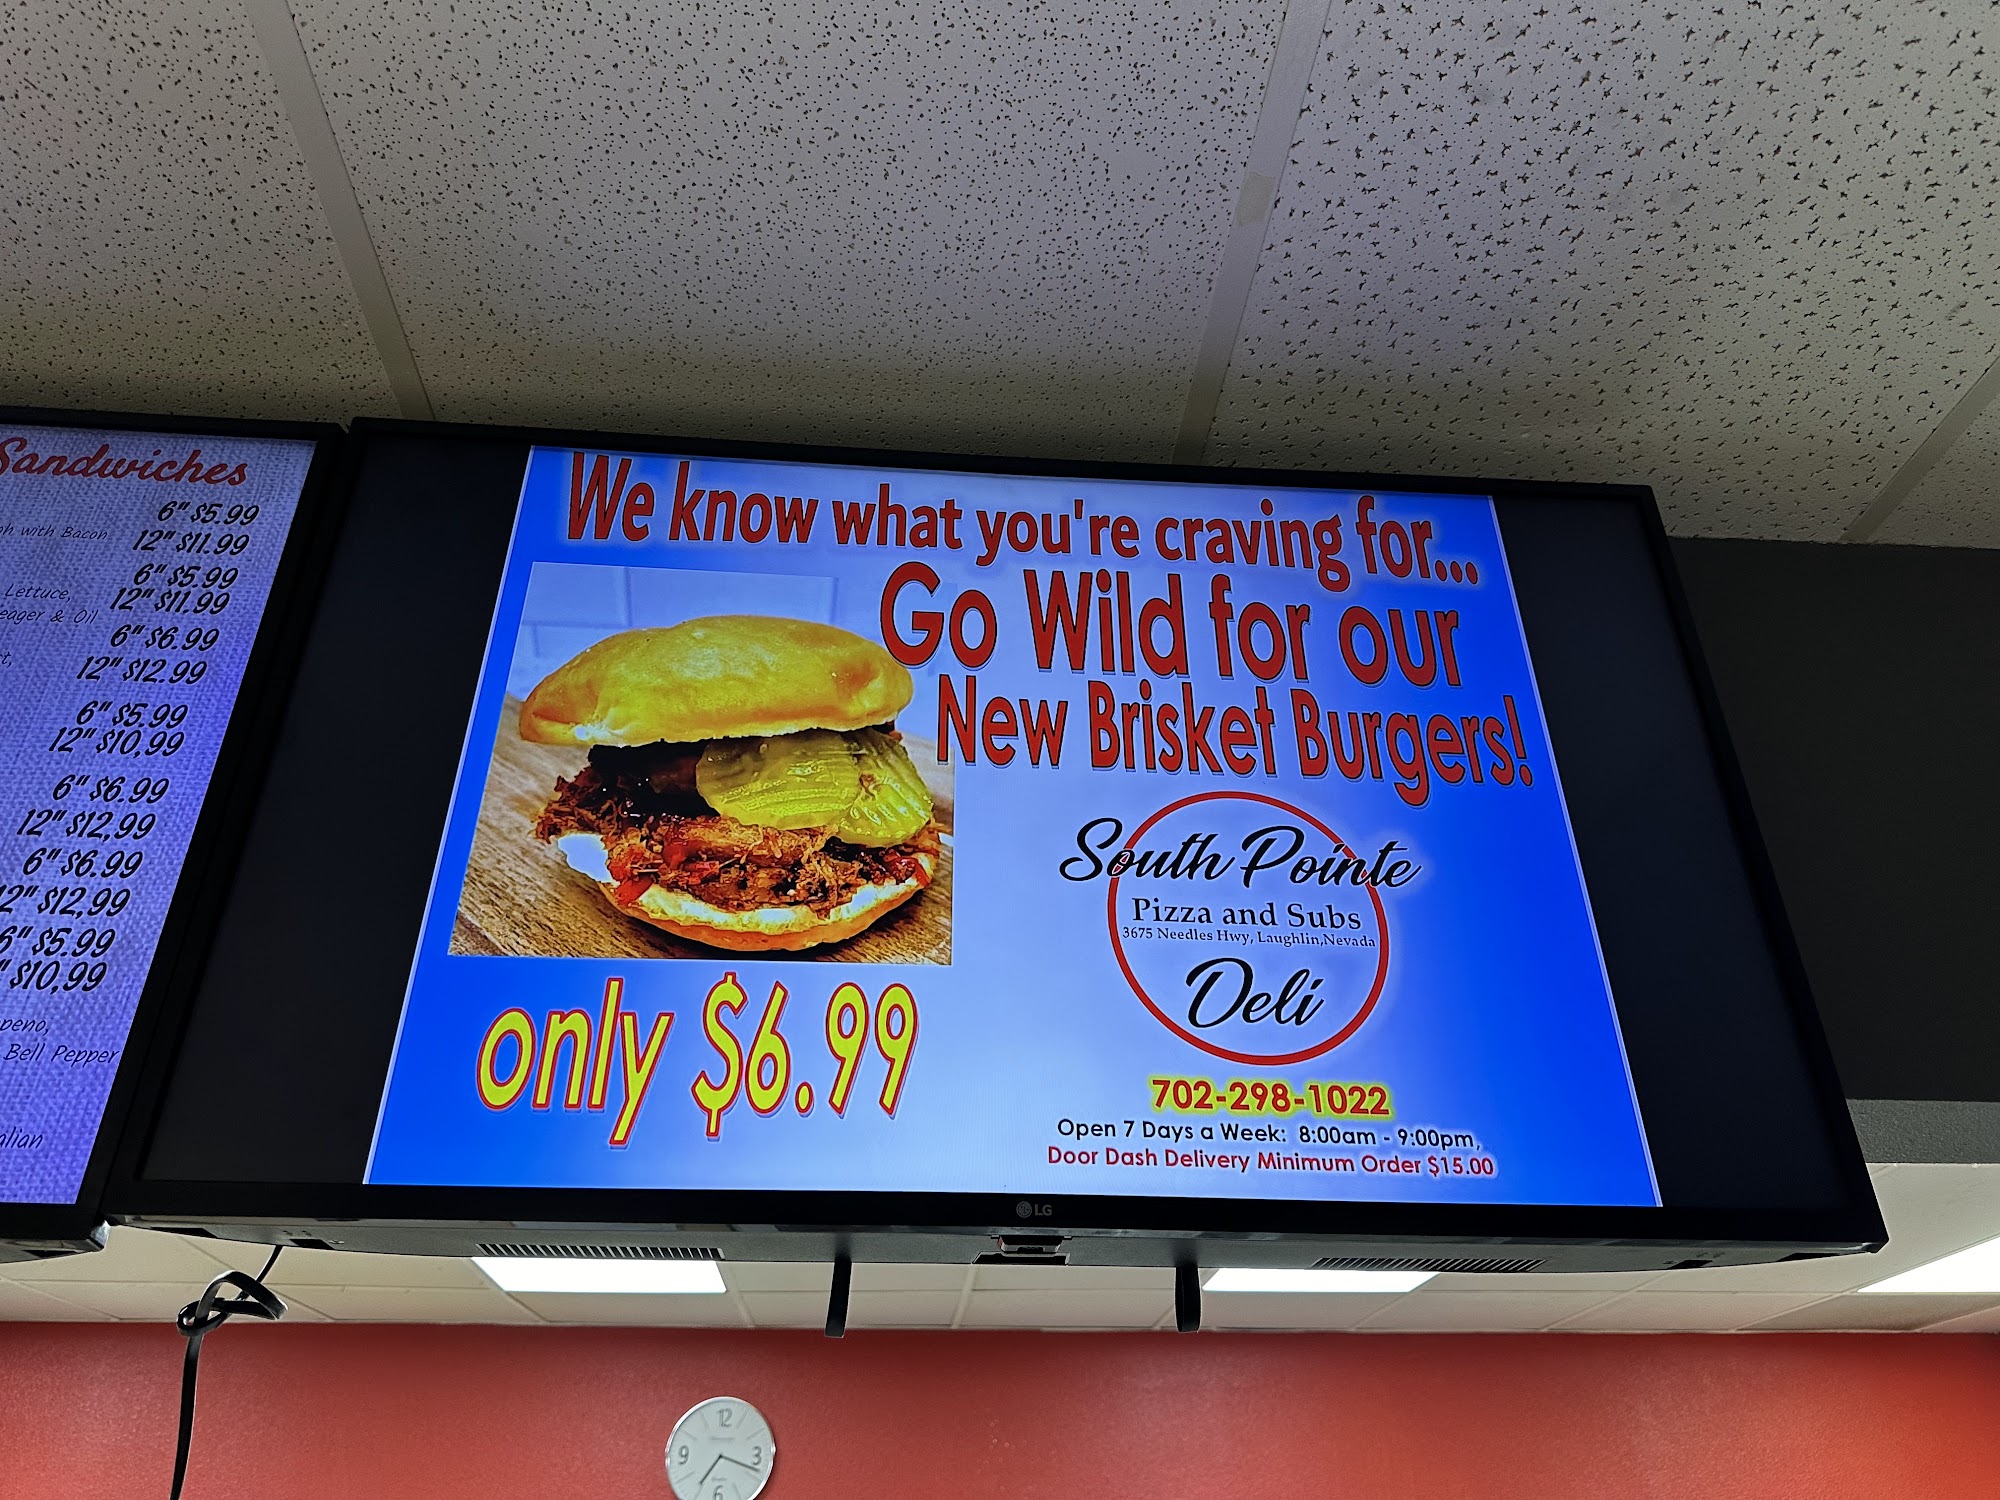 Sandwiches
6" $5.99
with Bacon
12" $11.99
6" $5.99
Lettuce,
12" $11.99
& Oil
6" $6.99
12" $12.99
6" $5.99
12" $10,99
6" $6.99
12" $12,99
6" $6.99
12" $12,99
6" $5.99
$10,99
Bell Pepper
We know what you're craving for...
Go Wild for our
New Brisket Burgers!
South Pointe
Pizza and Subs
3675 Needles Hwy, Laughlin,Nevada
Deli
only $6.99
702-298-1022
Open 7 Days a Week: 8:00am - 9:00pm,
Door Dash Delivery Minimum Order $15.00
LG
12
9
3
6